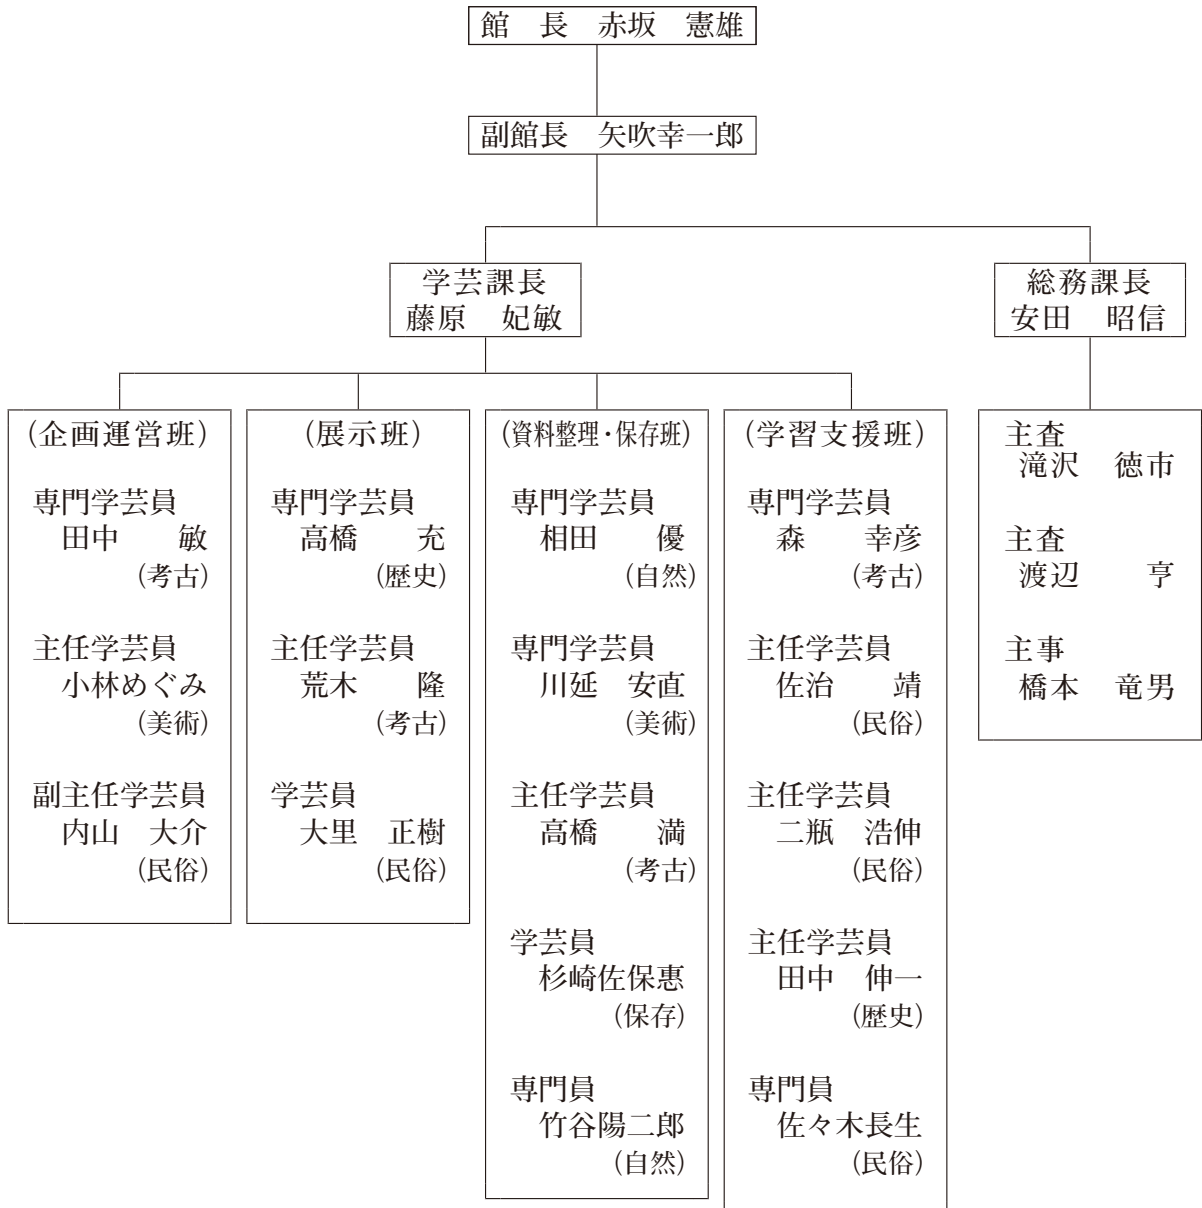 館　長　赤坂　憲雄
副館長　矢吹幸一郎
学芸課長
藤原　妃敏
総務課長
安田　昭信
（企画運営班）
専門学芸員
田中　　敏
（考古）
主任学芸員
小林めぐみ
（美術）
副主任学芸員
内山　大介
（民俗）
（展示班）
専門学芸員
高橋　　充
（歴史）
主任学芸員
荒木　　隆
（考古）
学芸員
大里　正樹
（民俗）
（資料整理・保存班）
専門学芸員
相田　　優
（自然）
専門学芸員
川延　安直
（美術）
主任学芸員
高橋　　満
（考古）
学芸員
杉崎佐保惠
（保存）
専門員
竹谷陽二郎
（自然）
（学習支援班）
専門学芸員
森　　幸彦
（考古）
主任学芸員
佐治　　靖
（民俗）
主任学芸員
二瓶　浩伸
（民俗）
主任学芸員
田中　伸一
（歴史）
専門員
佐々木長生
（民俗）
主査
滝沢　徳市
主査
渡辺　　亨
主事
橋本　竜男